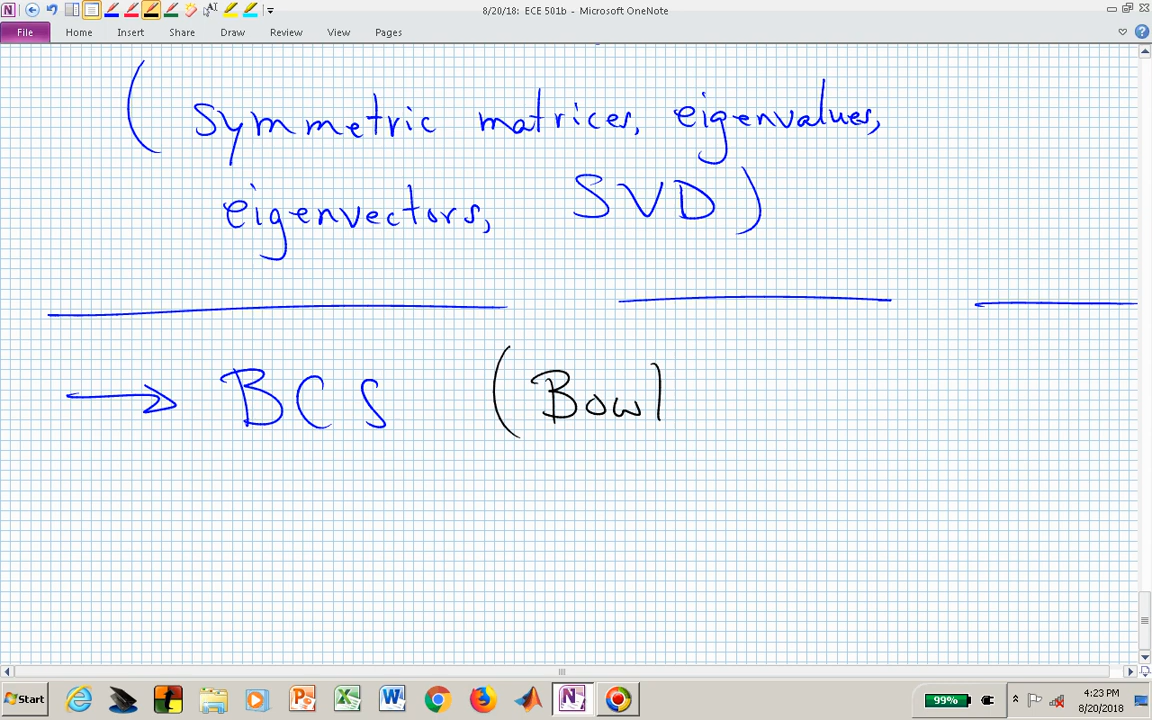 8/20/18: ECE 501b - Microsoft OneNote
File Home Insert Share Draw Review View Pages
( symmetric matrices, eigenvalues,
eigenvectors, SVD )
→ BCS ( Bowl
Start
99%
4:23 PM
8/20/2018